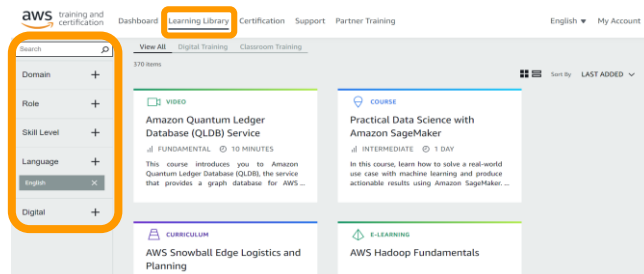 aws training and
certification
Dashboard Learning Library Certification Support Partner Training English ▼ My Account
Search
View All Digital Training Classroom Training
370 items
Sort By LAST ADDED
Domain +
Role +
Skill Level +
Language +
English ×
Digital +
VIDEO
Amazon Quantum Ledger
Database (QLDB) Service
FUNDAMENTAL 10 MINUTES
This course introduces you to Amazon
Quantum Ledger Database (QLDB), the service
that provides a graph database for AWS ...
COURSE
Practical Data Science with
Amazon SageMaker
INTERMEDIATE 1 DAY
In this course, learn how to solve a real-world
use case with machine learning and produce
actionable results using Amazon SageMaker. ...
CURRICULUM
AWS Snowball Edge Logistics and
Planning
E-LEARNING
AWS Hadoop Fundamentals